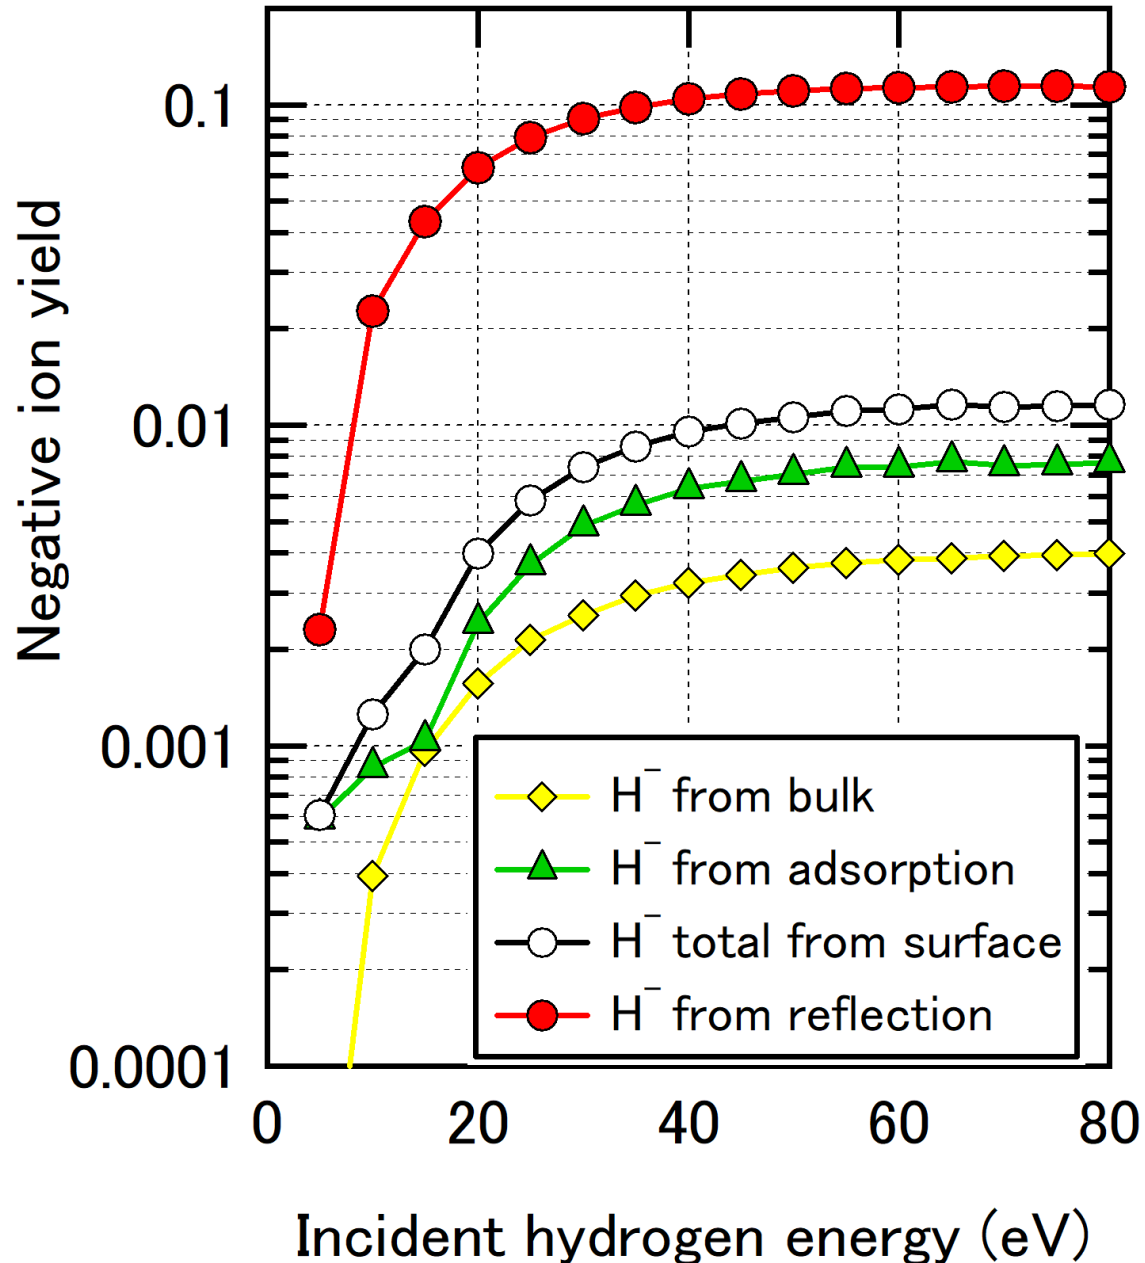 Negative ion yield
0.1
0.01
0.001
0.0001
H⁻ from bulk
H⁻ from adsorption
H⁻ total from surface
H⁻ from reflection
0 20 40 60 80
Incident hydrogen energy (eV)